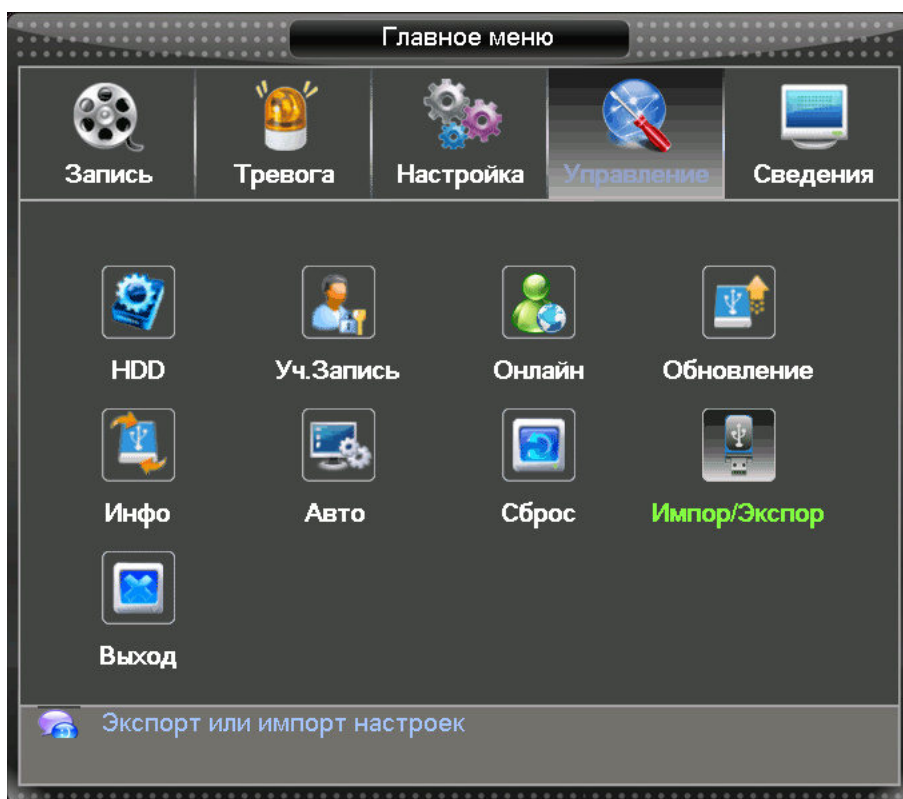 Главное меню
Запись Тревога Настройка Управление Сведения
HDD Уч.Запись Онлайн Обновление
Инфо Авто Сброс Импор/Экспор
Выход
Экспорт или импорт настроек